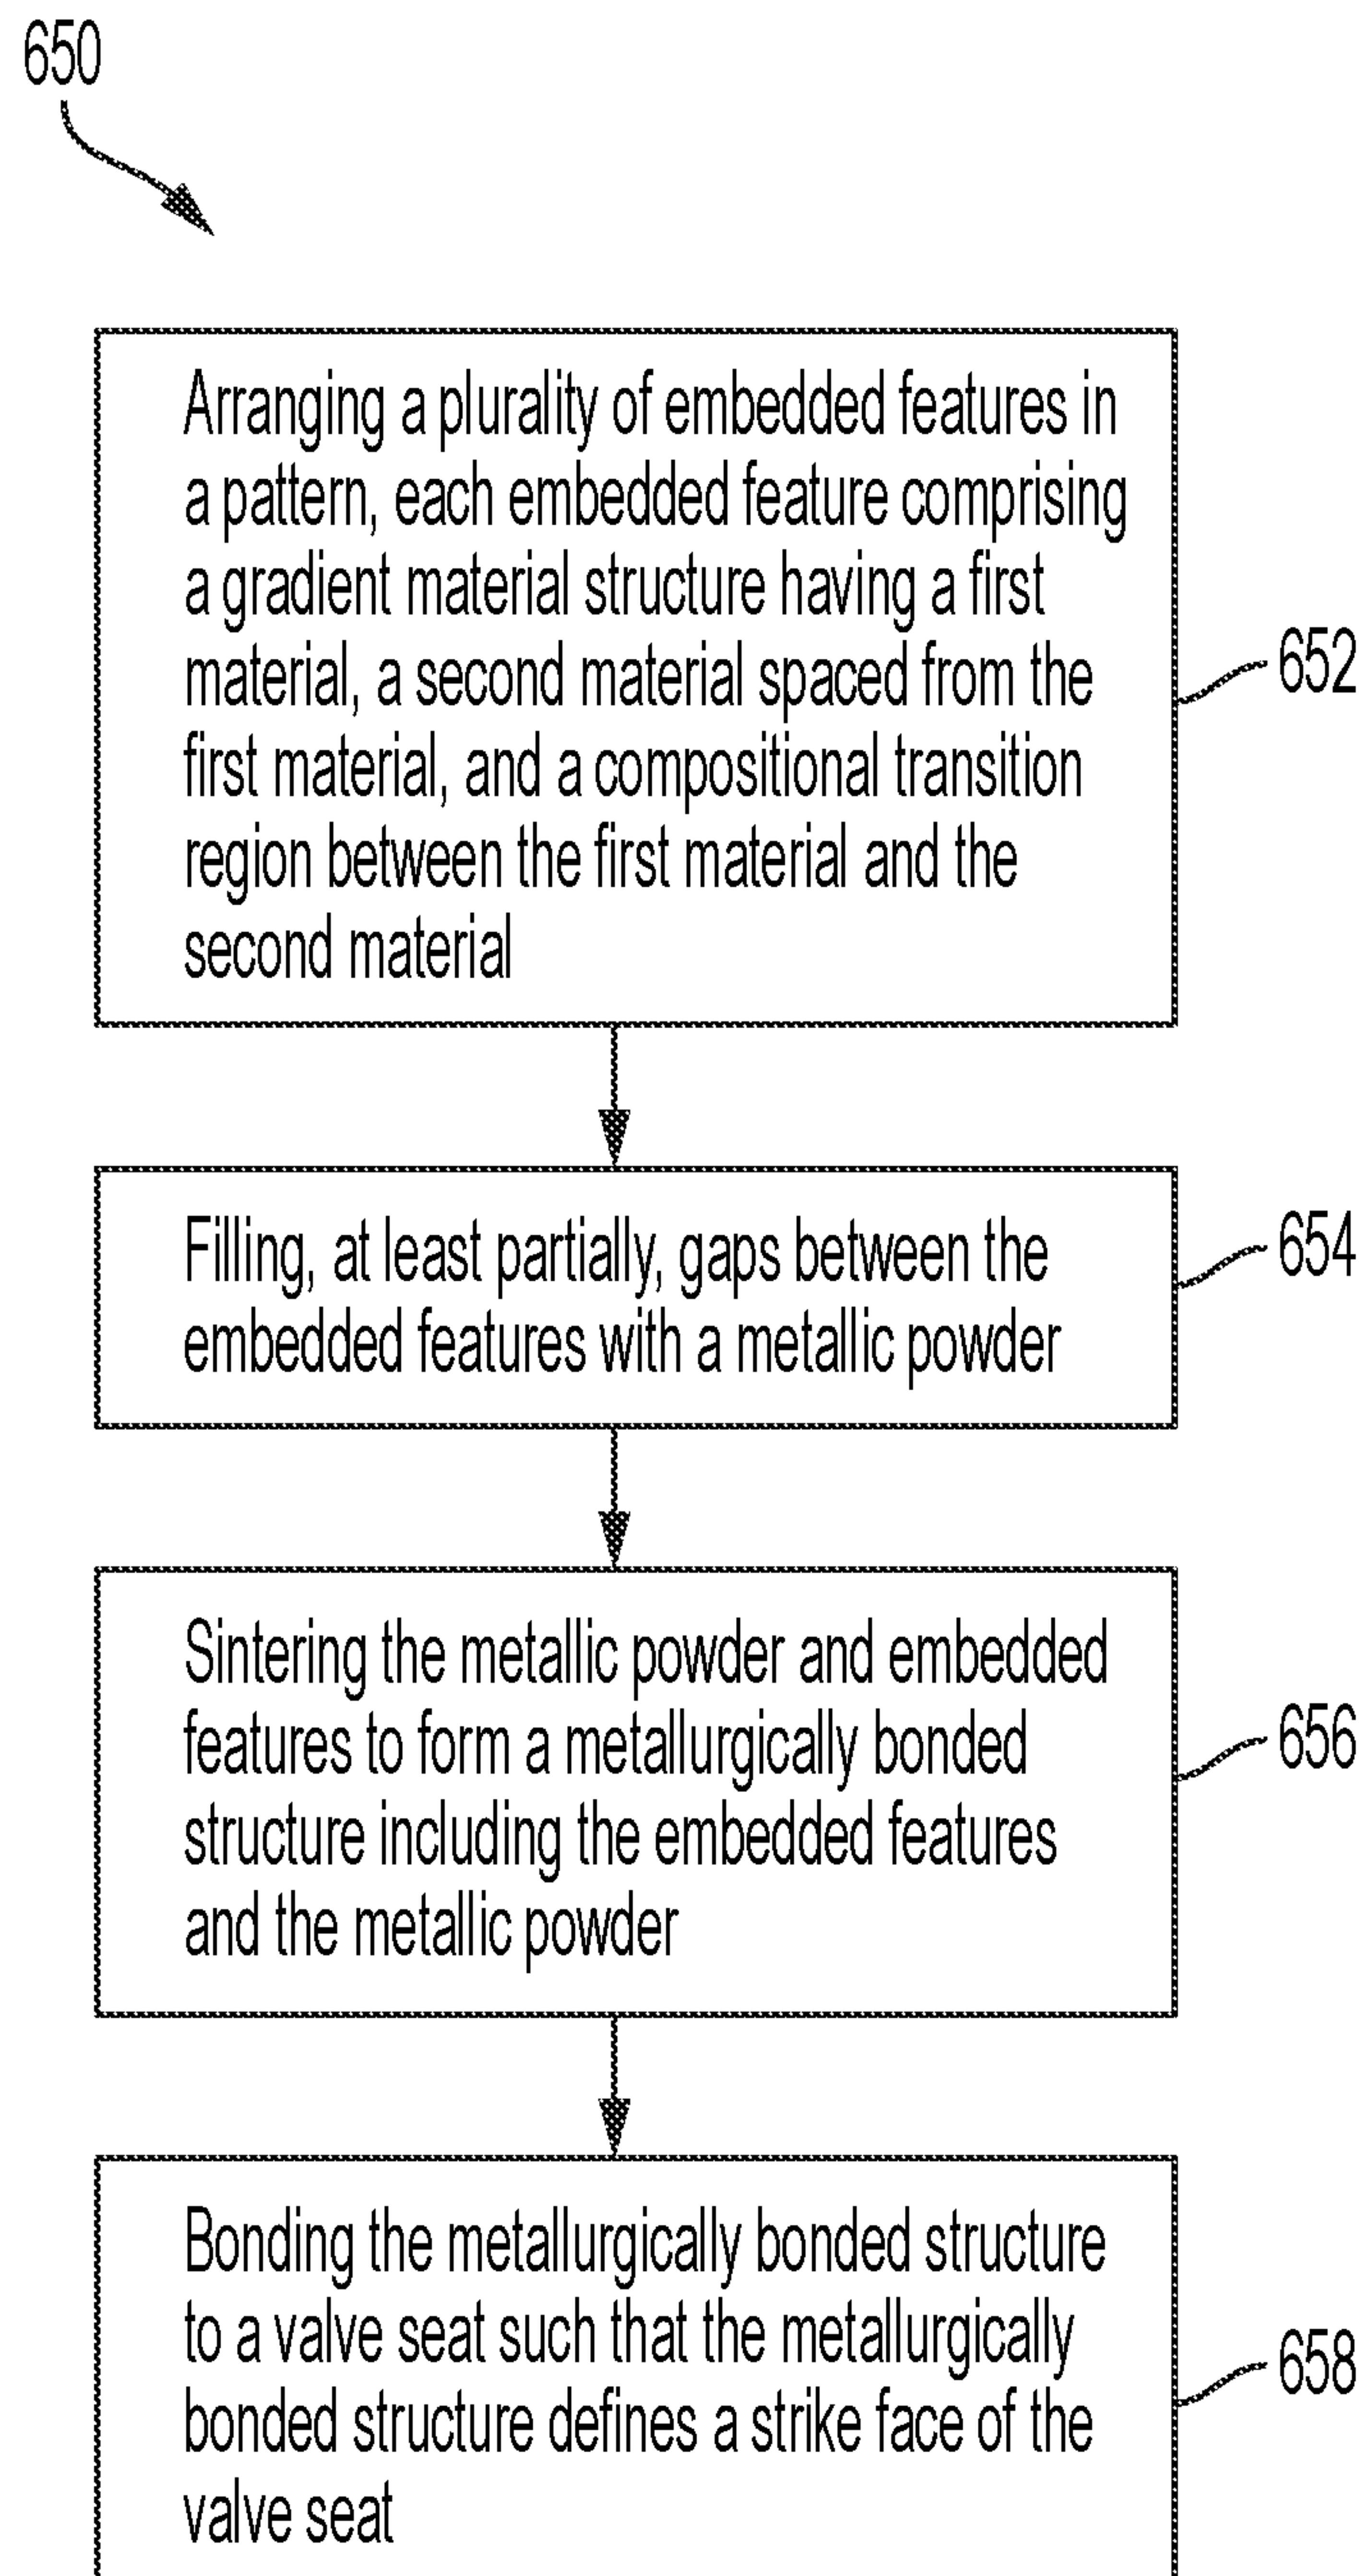 650
Arranging a plurality of embedded features in
a pattern, each embedded feature comprising
a gradient material structure having a first
material, a second material spaced from the
first material, and a compositional transition
region between the first material and the
second material
652
Filling, at least partially, gaps between the
embedded features with a metallic powder
654
Sintering the metallic powder and embedded
features to form a metallurgically bonded
structure including the embedded features
and the metallic powder
656
Bonding the metallurgically bonded structure
to a valve seat such that the metallurgically
bonded structure defines a strike face of the
valve seat
658